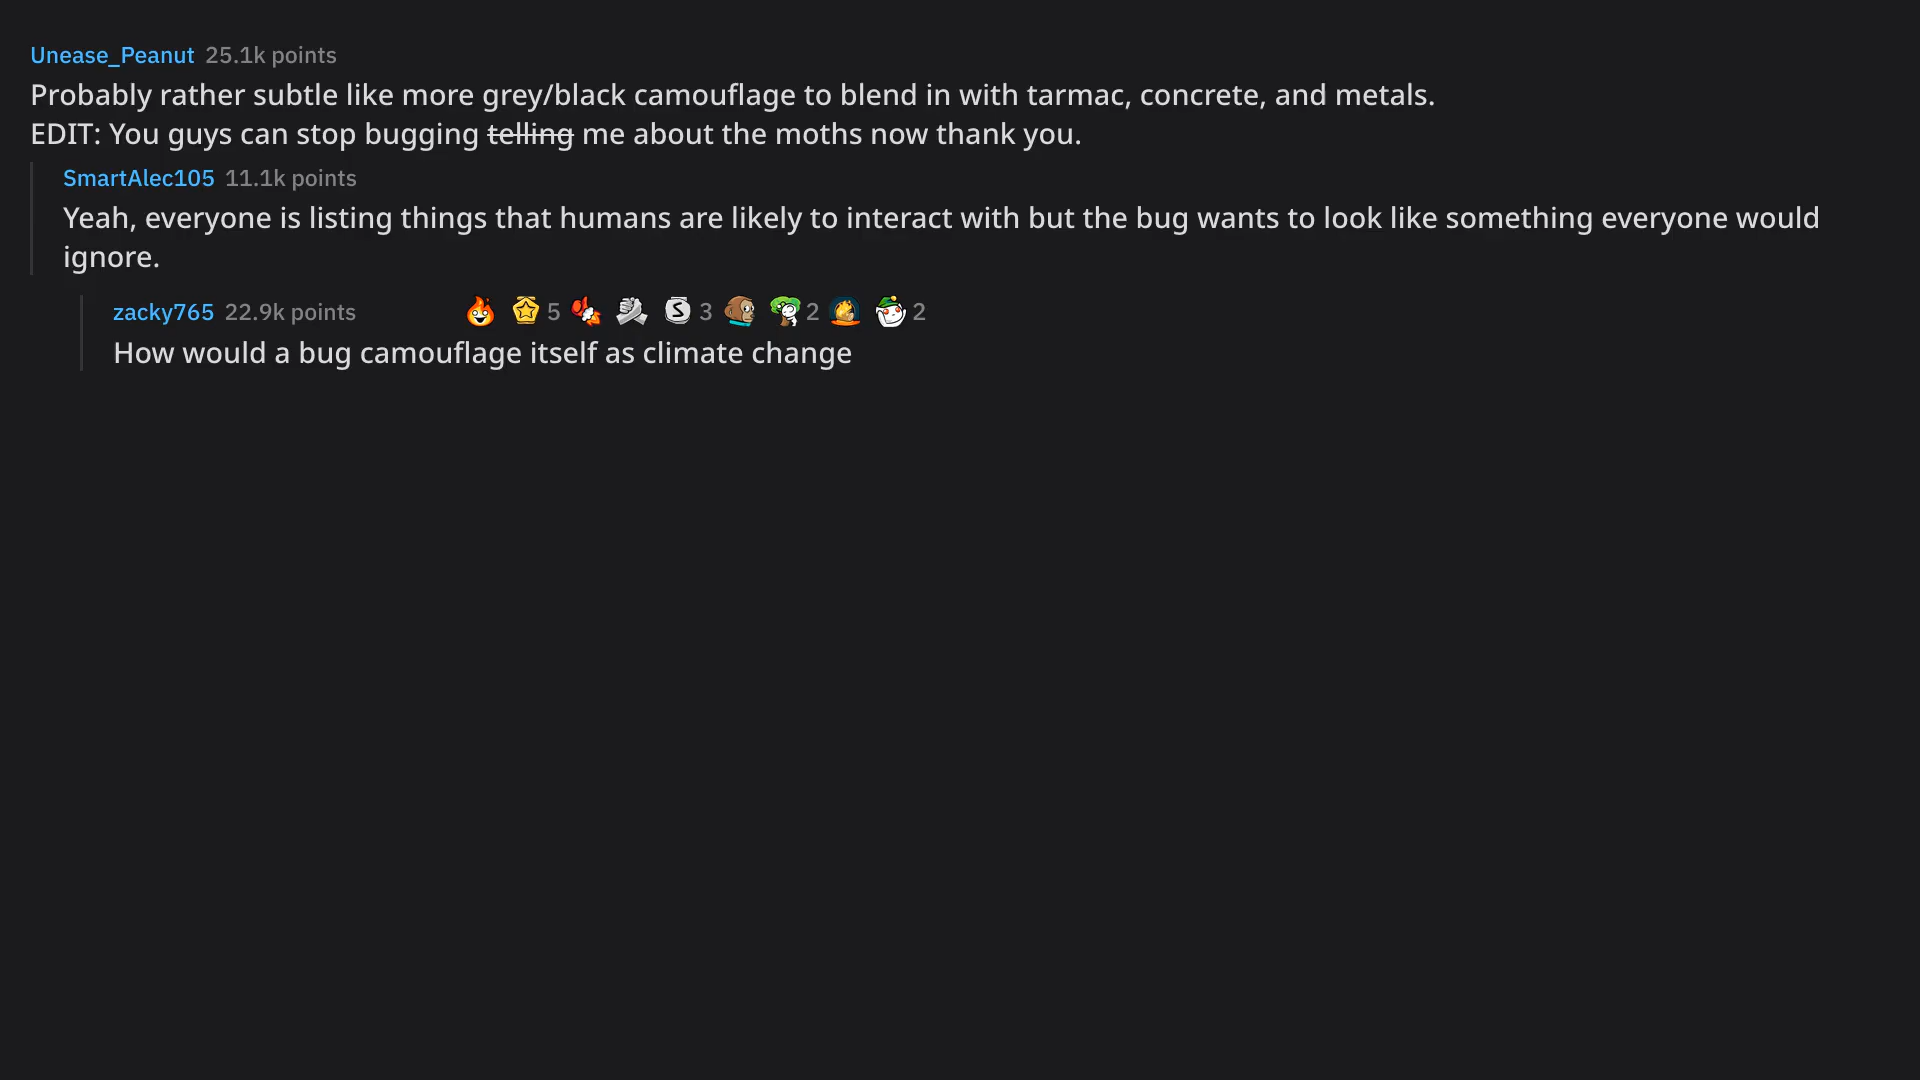 Unease_Peanut 25.1k points
Probably rather subtle like more grey/black camouflage to blend in with tarmac, concrete, and metals.
EDIT: You guys can stop bugging telling me about the moths now thank you.
SmartAlec105 11.1k points
Yeah, everyone is listing things that humans are likely to interact with but the bug wants to look like something everyone would
ignore.
zacky765 22.9k points 5 S 3 2 2
How would a bug camouflage itself as climate change